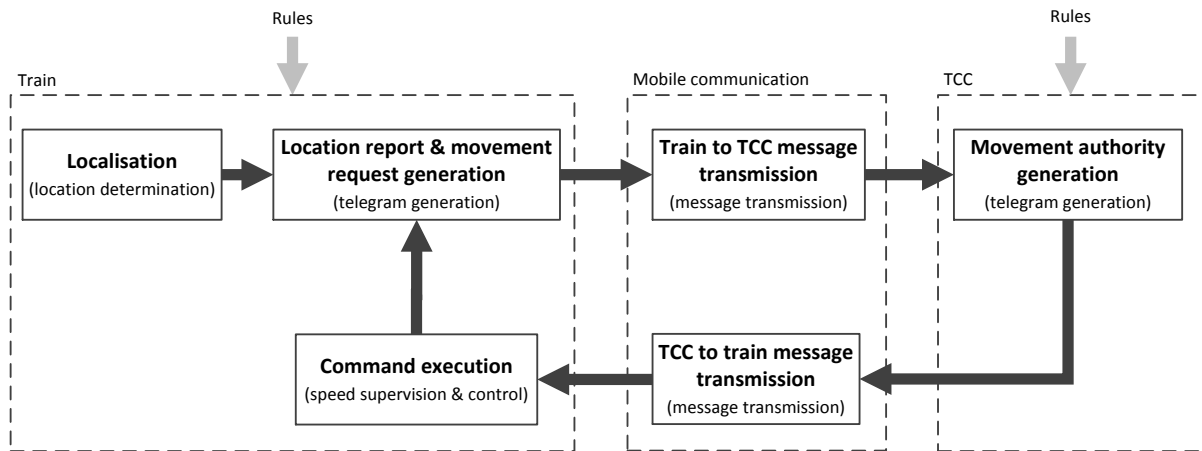 Rules
Rules
Train
Mobile communication
TCC
Localisation
(location determination)
Location report & movement
request generation
(telegram generation)
Train to TCC message
transmission
(message transmission)
Movement authority
generation
(telegram generation)
Command execution
(speed supervision & control)
TCC to train message
transmission
(message transmission)